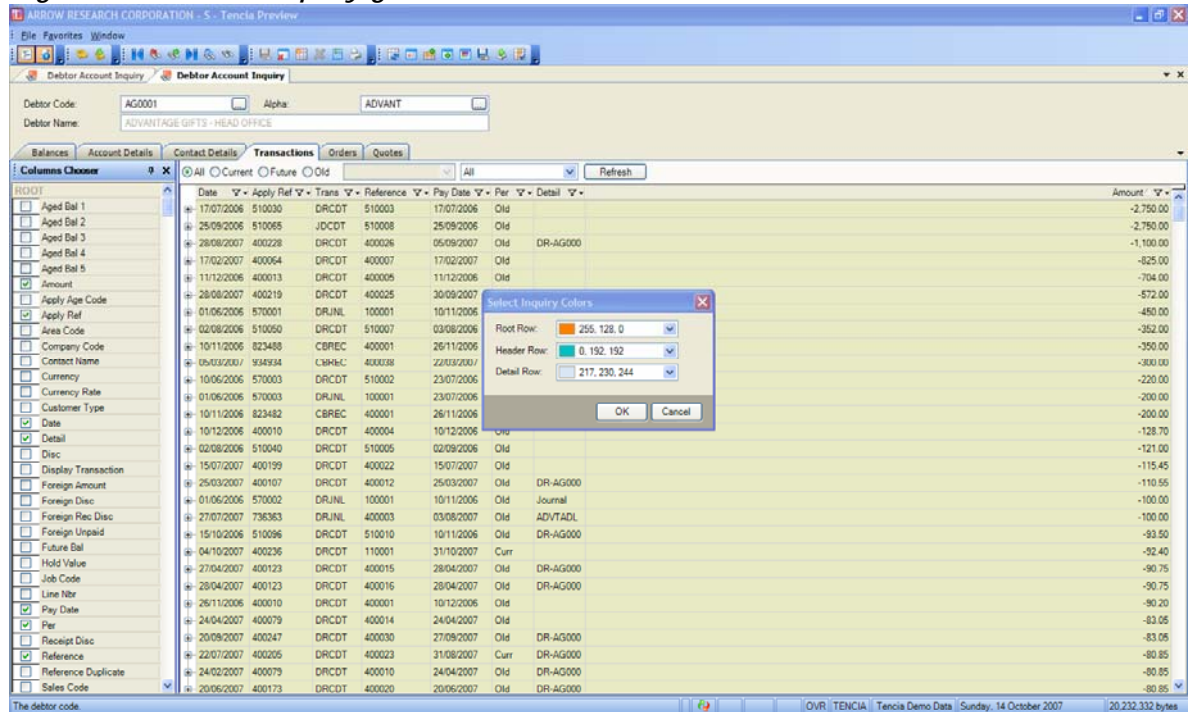 ARROW RESEARCH CORPORATION - S - Tencia Preview
File Favorites Window
Debtor Account Inquiry Debtor Account Inquiry
Debtor Code: AG0001 Alpha: ADVANT
Debtor Name: ADVANTAGE GIFTS - HEAD OFFICE
Balances Account Details Contact Details Transactions Orders Quotes
Columns Chooser All Current Future Old All Refresh
ROOT Date Apply Ref Trans Reference Pay Date Per Detail Amount
Aged Bal 1 17/07/2006 510030 DRCDT 510003 17/07/2006 Old -2,750.00
Aged Bal 2 25/09/2006 510065 JDCDT 510008 25/09/2006 Old -2,750.00
Aged Bal 3 28/08/2007 400228 DRCDT 400026 05/09/2007 Old DR-AG000 -1,100.00
Aged Bal 4 17/02/2007 400064 DRCDT 400007 17/02/2007 Old -825.00
Aged Bal 5 11/12/2006 400013 DRCDT 400005 11/12/2006 Old -704.00
Amount 28/08/2007 400219 DRCDT 400025 30/09/2007 -572.00
Apply Age Code 01/06/2006 570001 DRJNL 100001 10/11/2006 -450.00
Apply Ref 02/08/2006 510050 DRCDT 510007 03/08/2006 -352.00
Area Code 10/11/2006 823488 CBREC 400001 26/11/2006 -350.00
Company Code 05/03/2007 934934 CBREC 400038 22/03/2007 -300.00
Contact Name 10/06/2006 570003 DRCDT 510002 23/07/2006 -220.00
Currency 01/06/2006 570003 DRJNL 100001 23/07/2006 -200.00
Currency Rate 10/11/2006 823482 CBREC 400001 26/11/2006 -200.00
Customer Type 10/12/2006 400010 DRCDT 400004 10/12/2006 Old -128.70
Date 02/08/2006 510040 DRCDT 510005 02/09/2006 Old -121.00
Detail 15/07/2007 400199 DRCDT 400022 15/07/2007 Old -115.45
Disc 25/03/2007 400107 DRCDT 400012 25/03/2007 Old DR-AG000 -110.55
Display Transaction 01/06/2006 570002 DRJNL 100001 10/11/2006 Old Journal -100.00
Foreign Amount 27/07/2007 736363 DRJNL 400003 03/08/2007 Old ADVTADL -100.00
Foreign Disc 15/10/2006 510096 DRCDT 510010 10/11/2006 Old DR-AG000 -93.50
Foreign Rec Disc 04/10/2007 400236 DRCDT 110001 31/10/2007 Curr -92.40
Foreign Unpaid 27/04/2007 400123 DRCDT 400015 28/04/2007 Old DR-AG000 -90.75
Future Bal 28/04/2007 400123 DRCDT 400016 28/04/2007 Old DR-AG000 -90.75
Hold Value 26/11/2006 400010 DRCDT 400001 10/12/2006 Old -90.20
Job Code 24/04/2007 400079 DRCDT 400014 24/04/2007 Old -83.05
Line Nbr 20/09/2007 400247 DRCDT 400030 27/09/2007 Old DR-AG000 -83.05
Pay Date 22/07/2007 400205 DRCDT 400023 31/08/2007 Curr DR-AG000 -80.85
Per 24/02/2007 400079 DRCDT 400010 24/04/2007 Old DR-AG000 -80.85
Receipt Disc 20/06/2007 400173 DRCDT 400020 20/06/2007 Old DR-AG000 -80.85
Reference
Reference Duplicate
Sales Code
Select Inquiry Colors
Root Row: 255, 128, 0
Header Row: 0, 192, 192
Detail Row: 217, 230, 244
OK Cancel
The debtor code. OVR TENCIA Tencia Demo Data Sunday, 14 October 2007 20,232,332 bytes